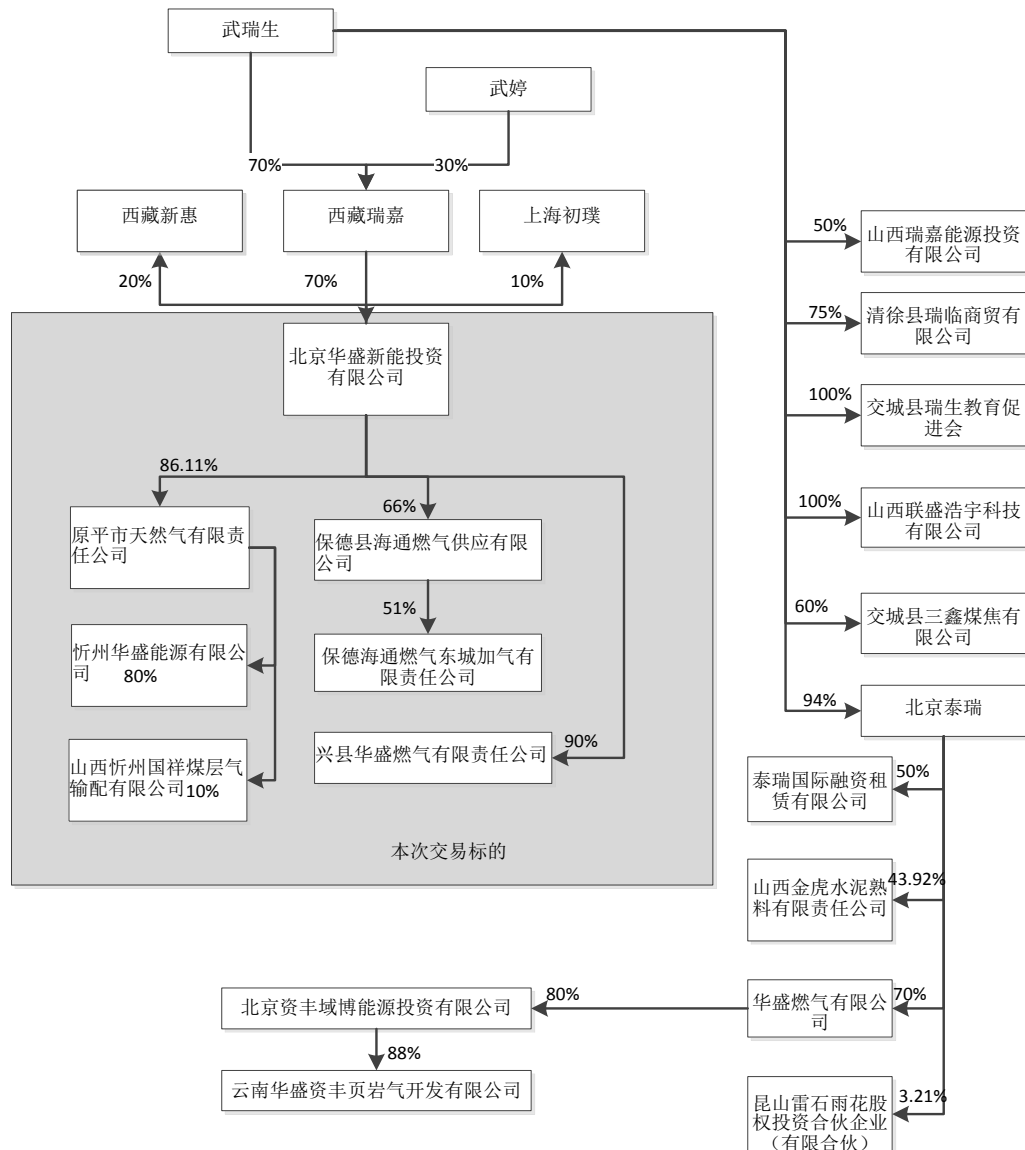 武瑞生
武婷
70%
30%
西藏新惠
西藏瑞嘉
上海初璞
20%
70%
10%
北京华盛新能投资
有限公司
86.11%
66%
原平市天然气有限责
任公司
保德县海通燃气供应有限
公司
51%
忻州华盛能源有限公
司 80%
保德海通燃气东城加气有
限责任公司
山西忻州国祥煤层气
输配有限公司10%
兴县华盛燃气有限责任公司
90%
本次交易标的
50%
山西瑞嘉能源投资
有限公司
75%
清徐县瑞临商贸有
限公司
100%
交城县瑞生教育促
进会
100%
山西联盛浩宇科技
有限公司
60%
交城县三鑫煤焦有
限公司
94%
北京泰瑞
泰瑞国际融资租
赁有限公司
50%
山西金虎水泥熟
料有限责任公司
43.92%
华盛燃气有限公
司
70%
80%
北京资丰域博能源投资有限公司
88%
云南华盛资丰页岩气开发有限公司
昆山雷石雨花股
权投资合伙企业
（有限合伙）
3.21%